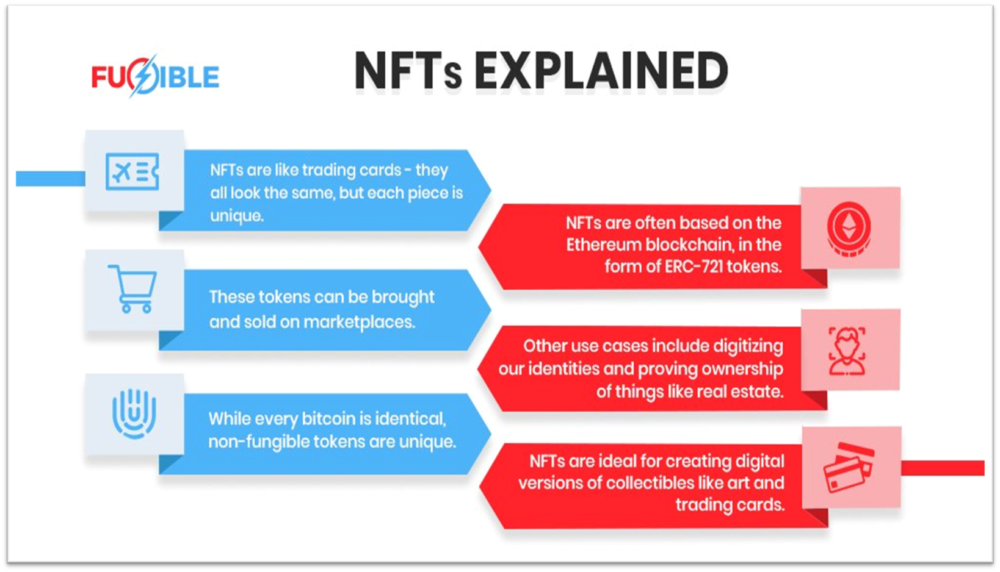 FUSIBLE
NFTs EXPLAINED
NFTs are like trading cards - they
all look the same, but each piece is
unique.
NFTs are often based on the
Ethereum blockchain, in the
form of ERC-721 tokens.
These tokens can be brought
and sold on marketplaces.
Other use cases include digitizing
our identities and proving ownership
of things like real estate.
While every bitcoin is identical,
non-fungible tokens are unique.
NFTs are ideal for creating digital
versions of collectibles like art and
trading cards.